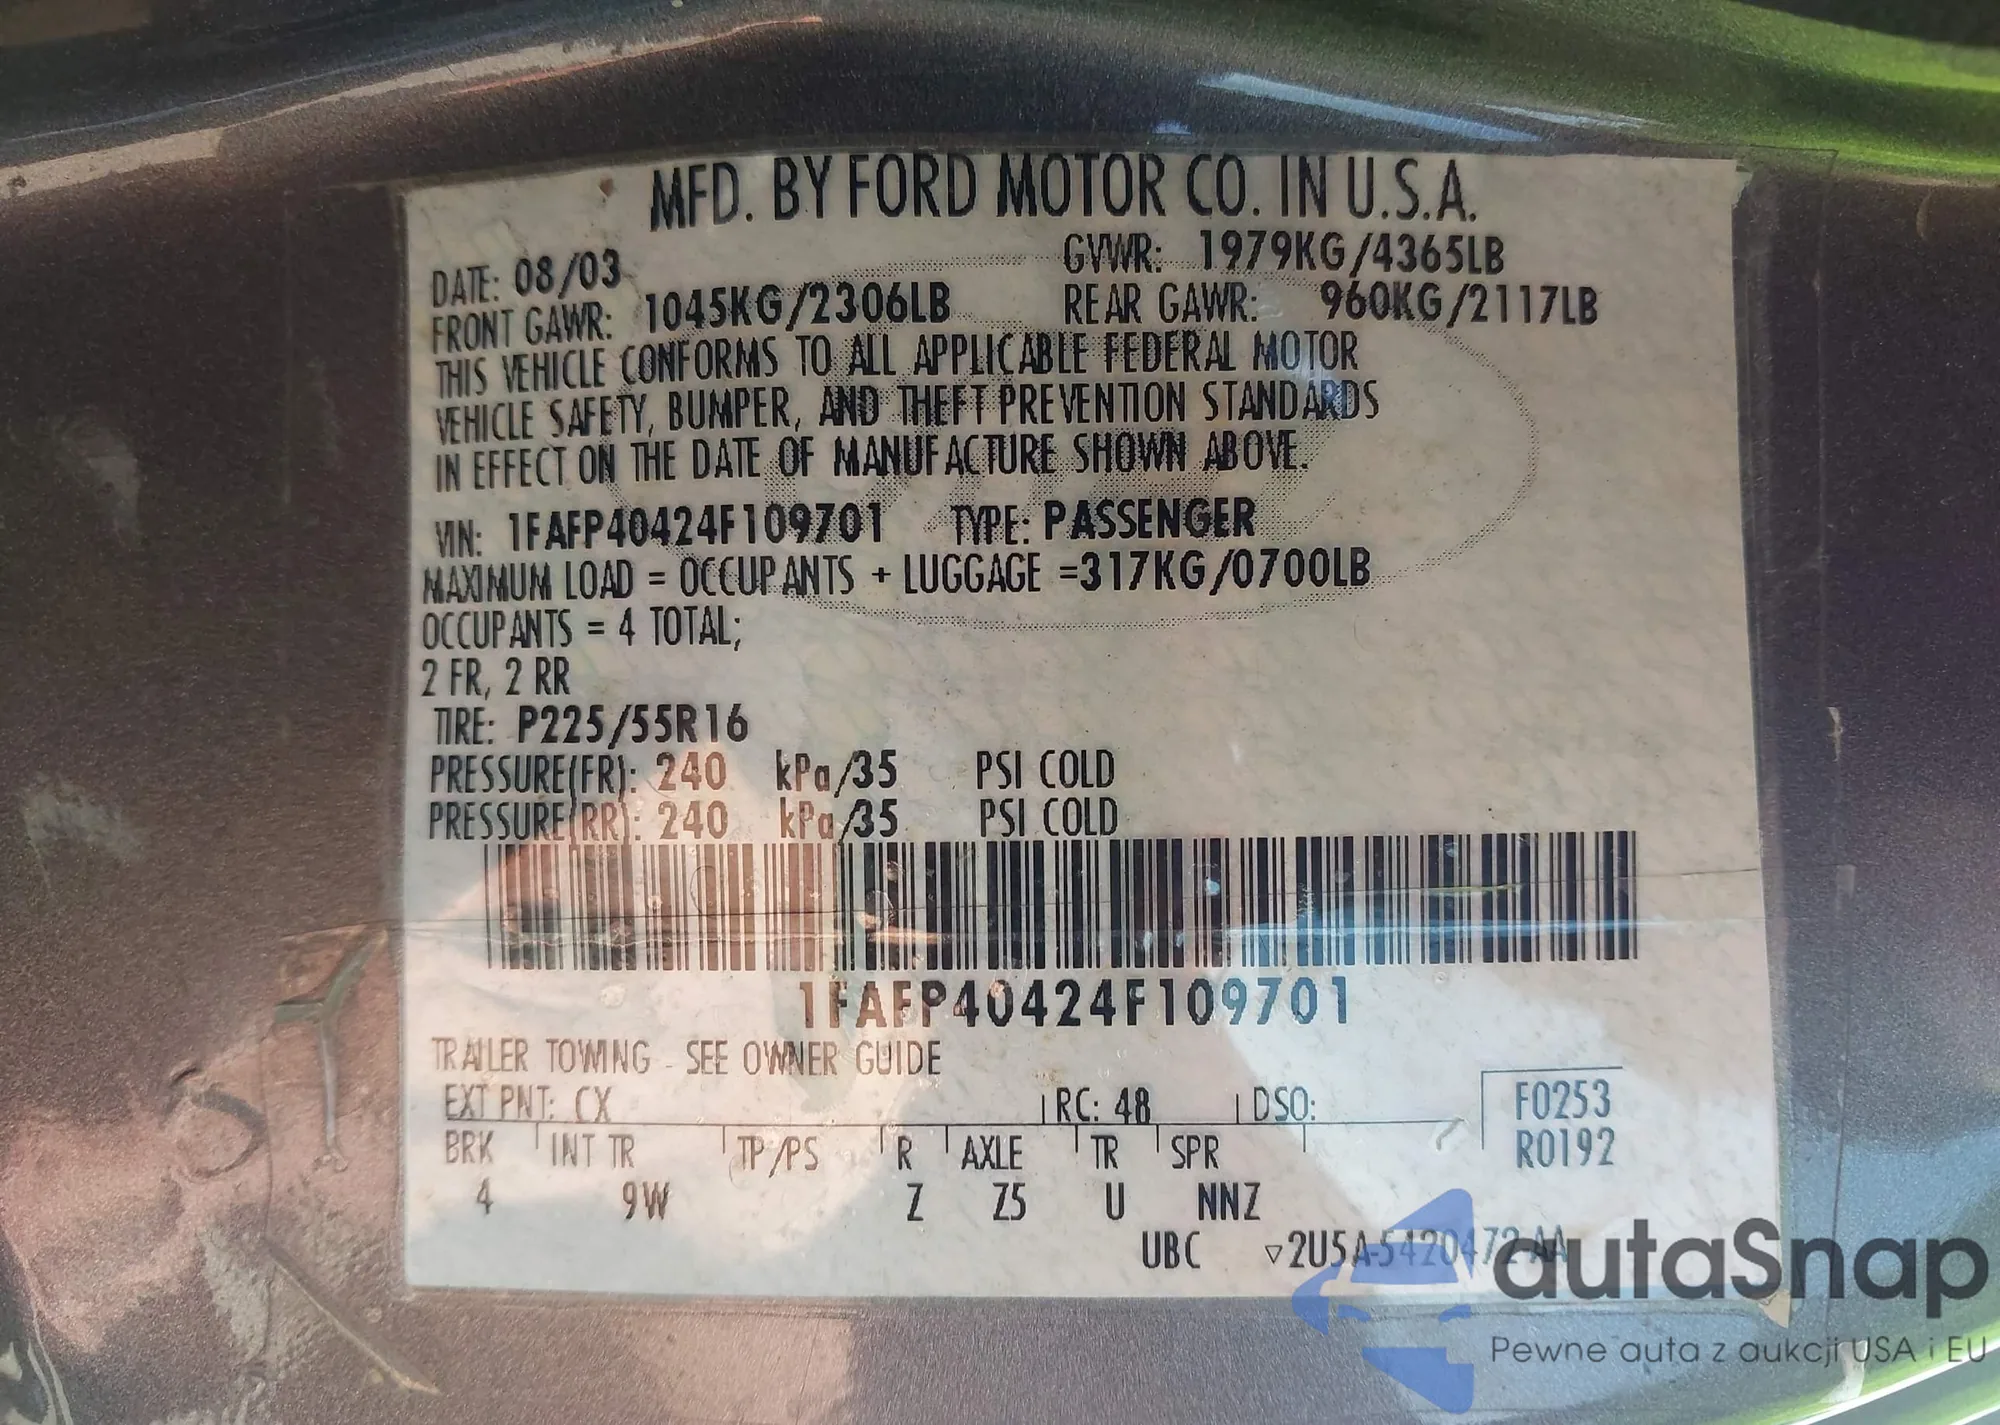 MFD. BY FORD MOTOR CO. IN U.S.A.
DATE: 08/03 GVWR: 1979KG/4365LB
FRONT GAWR: 1045KG/2306LB REAR GAWR: 960KG/2117LB
THIS VEHICLE CONFORMS TO ALL APPLICABLE FEDERAL MOTOR
VEHICLE SAFETY, BUMPER, AND THEFT PREVENTION STANDARDS
IN EFFECT ON THE DATE OF MANUFACTURE SHOWN ABOVE.
VIN: 1FAFP40424F109701 TYPE: PASSENGER
MAXIMUM LOAD = OCCUPANTS + LUGGAGE =317KG/0700LB
OCCUPANTS = 4 TOTAL;
2 FR, 2 RR
TIRE: P225/55R16
PRESSURE(FR): 240 kPa/35 PSI COLD
PRESSURE(RR): 240 kPa/35 PSI COLD
1FAFP40424F109701
TRAILER TOWING - SEE OWNER GUIDE
EXT PNT: CX RC: 48 DSO: F0253
R0192
BRK INT TR TP/PS R AXLE TR SPR
4 9W Z Z5 U NNZ
UBC ▿2U5A-5420472-AA
autaSnap
Pewne auta z aukcji USA i EU